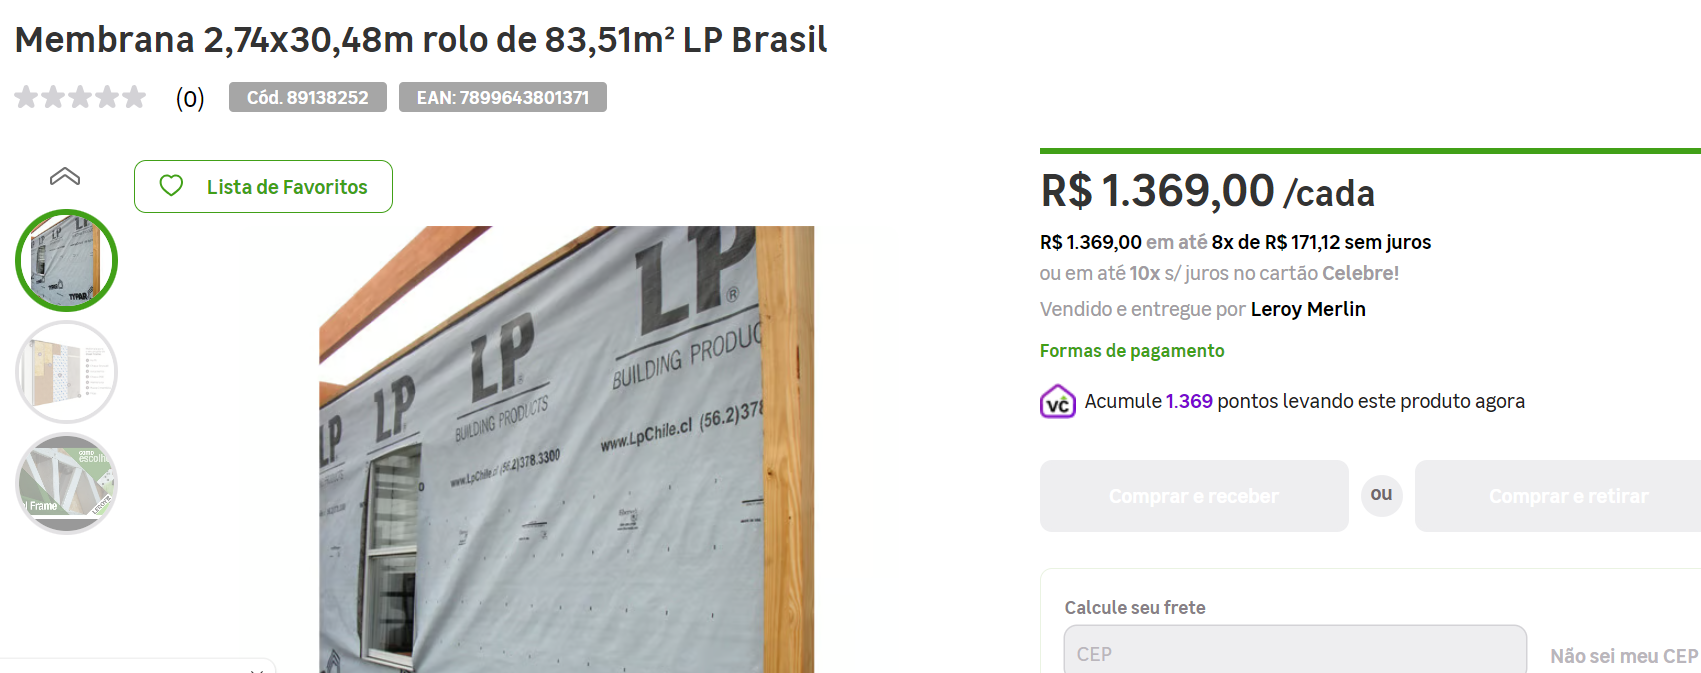 Membrana 2,74x30,48m rolo de 83,51m² LP Brasil
(0)
Cód. 89138252
EAN: 7899643801371
Lista de Favoritos
R$ 1.369,00 /cada
R$ 1.369,00 em até 8x de R$ 171,12 sem juros
ou em até 10x s/ juros no cartão Celebre!
Vendido e entregue por Leroy Merlin
Formas de pagamento
vc Acumule 1.369 pontos levando este produto agora
Comprar e receber
ou
Comprar e retirar
Calcule seu frete
CEP
Não sei meu CEP
LP
BUILDING PRODUC
www.LpChile.cl (56.2)378
LP
BUILDING PRODUCTS
www.LpChile.cl (56.2)378.3300
LP
LP
TYPAR
l Frame